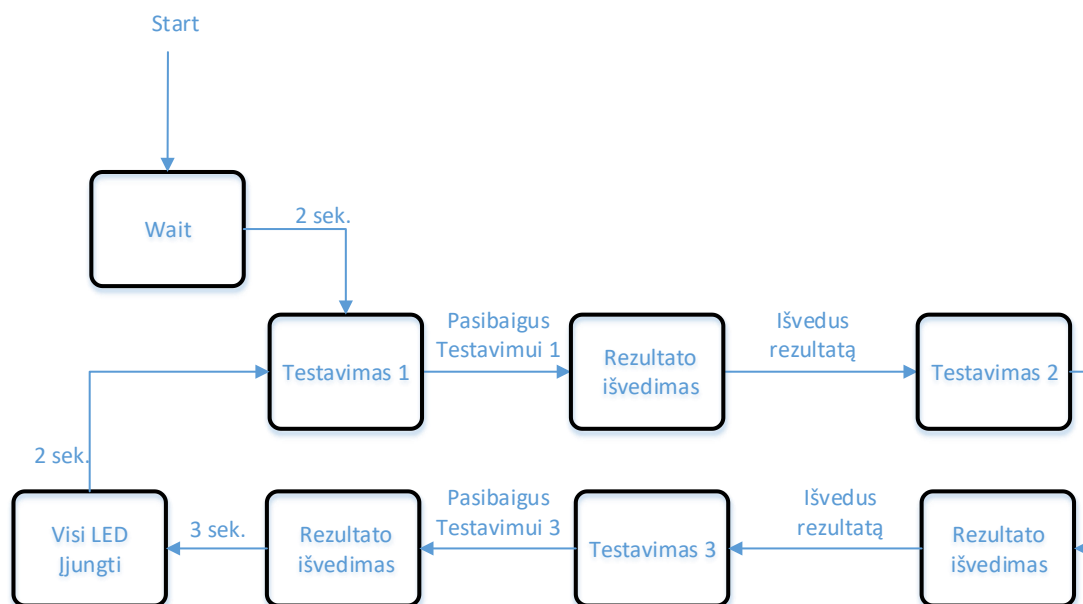 Start
Wait
2 sek.
Testavimas 1
Pasibaigus
Testavimui 1
Rezultato
išvedimas
Išvedus
rezultatą
Testavimas 2
2 sek.
Visi LED
Įjungti
3 sek.
Rezultato
išvedimas
Pasibaigus
Testavimui 3
Testavimas 3
Išvedus
rezultatą
Rezultato
išvedimas